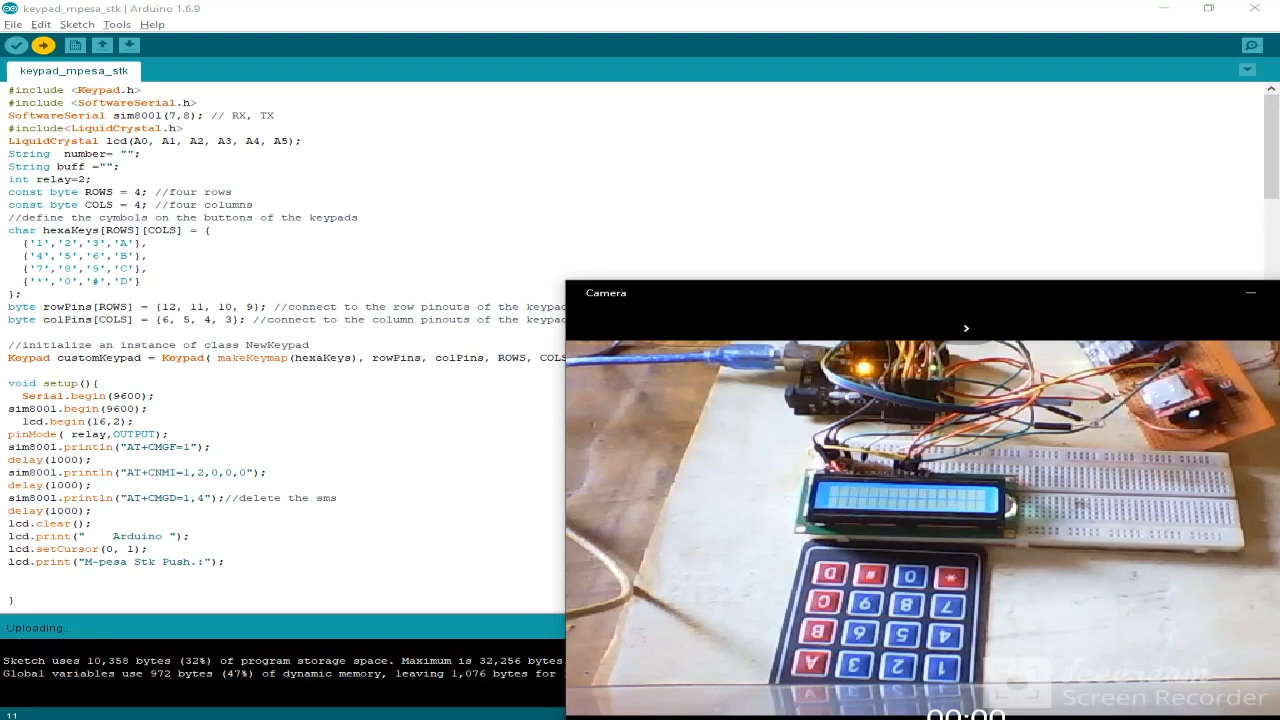 keypad_mpesa_stk | Arduino 1.6.9
File Edit Sketch Tools Help
keypad_mpesa_stk
#include <Keypad.h>
#include <SoftwareSerial.h>
SoftwareSerial sim800l(7,8); // RX, TX
#include<LiquidCrystal.h>
LiquidCrystal lcd(A0, A1, A2, A3, A4, A5);
String  number= "";
String buff ="";
int relay=2;
const byte ROWS = 4; //four rows
const byte COLS = 4; //four columns
//define the cymbols on the buttons of the keypads
char hexaKeys[ROWS][COLS] = {
{'1','2','3','A'},
{'4','5','6','B'},
{'7','8','9','C'},
{'*','0','#','D'}
};
byte rowPins[ROWS] = {12, 11, 10, 9}; //connect to the row pinouts of the keypad
byte colPins[COLS] = {6, 5, 4, 3}; //connect to the column pinouts of the keypad
//initialize an instance of class NewKeypad
Keypad customKeypad = Keypad( makeKeymap(hexaKeys), rowPins, colPins, ROWS, COLS
void setup(){
Serial.begin(9600);
sim800l.begin(9600);
lcd.begin(16,2);
pinMode( relay,OUTPUT);
sim800l.println("AT+CMGF=1");
delay(1000);
sim800l.println("AT+CNMI=1,2,0,0,0");
delay(1000);
sim800l.println("AT+CMGD=1,4");//delete the sms
delay(1000);
lcd.clear();
lcd.print("    Arduino ");
lcd.setCursor(0, 1);
lcd.print("M-pesa Stk Push.:");
}
Uploading...
Sketch uses 10,358 bytes (32%) of program storage space. Maximum is 32,256 bytes
Global variables use 972 bytes (47%) of dynamic memory, leaving 1,076 bytes for
11
Camera
D # 0 *
C 9 8 7
B 6 5 4
A 3 2 1
icecream
Screen Recorder
00:00